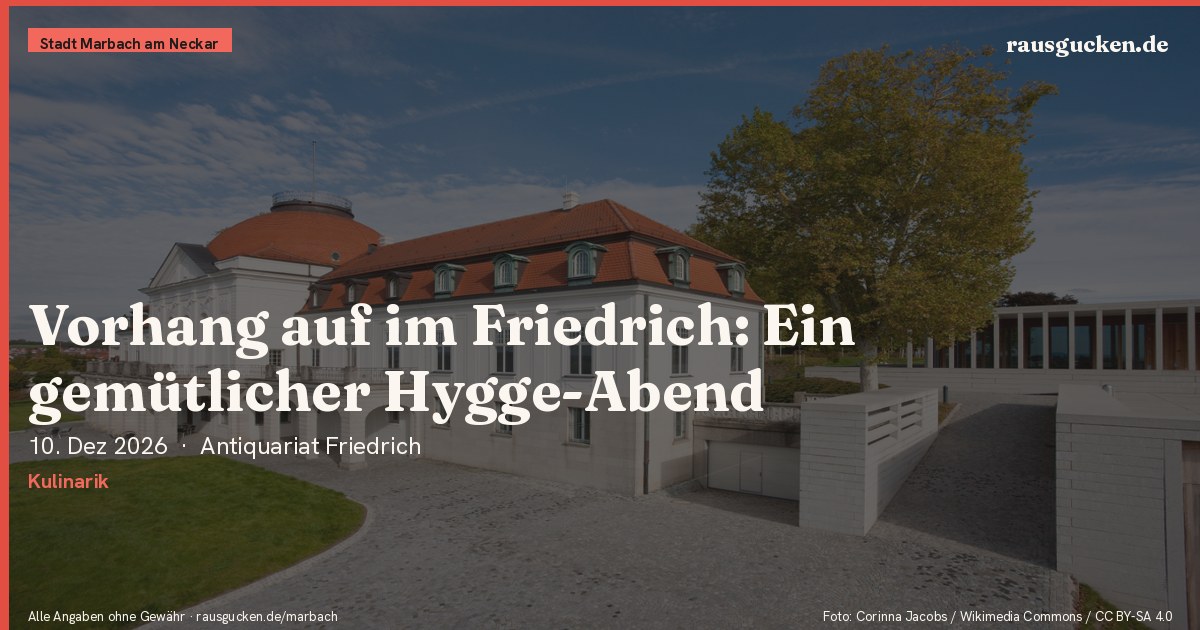 Stadt Marbach am Neckar
rausgucken.de
Vorhang auf im Friedrich: Ein
gemütlicher Hygge-Abend
10. Dez 2026 · Antiquariat Friedrich
Kulinarik
Alle Angaben ohne Gewähr · rausgucken.de/marbach
Foto: Corinna Jacobs / Wikimedia Commons / CC BY-SA 4.0